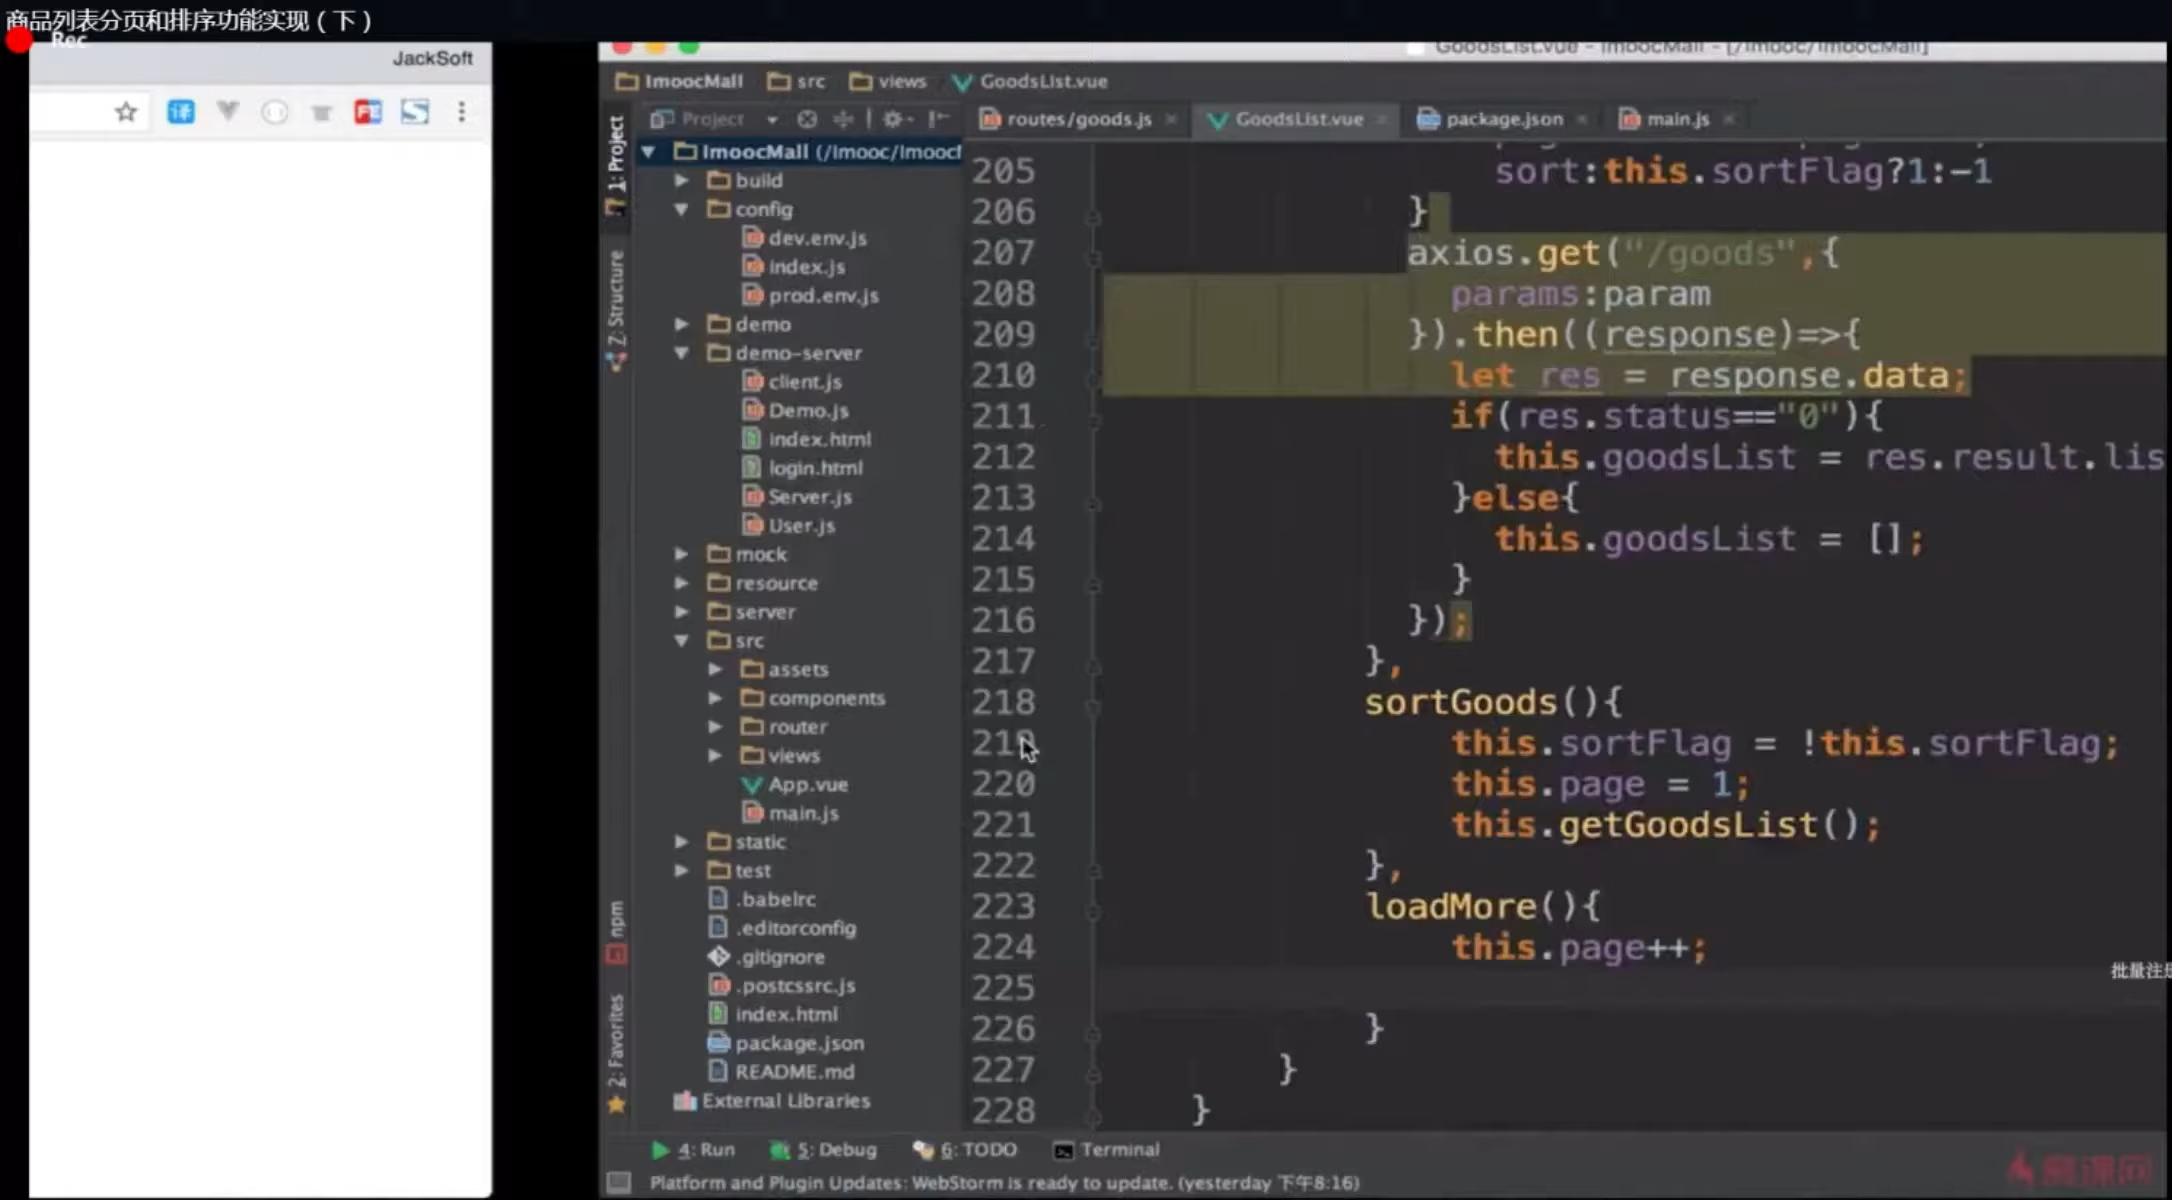 商品列表分页和排序功能实现（下）
Rec
JackSoft
译
GoodsList.vue - ImoocMall - [/Imooc/ImoocMall]
ImoocMall src views GoodsList.vue
Project routes/goods.js GoodsList.vue package.json main.js
1: Project
Z: Structure
npm
2: Favorites
ImoocMall (/Imooc/Imooc
build
config
dev.env.js
index.js
prod.env.js
demo
demo-server
client.js
Demo.js
index.html
login.html
Server.js
User.js
mock
resource
server
src
assets
components
router
views
App.vue
main.js
static
test
.babelrc
.editorconfig
.gitignore
.postcssrc.js
index.html
package.json
README.md
External Libraries
205 sort:this.sortFlag?1:-1
206 }
207 axios.get("/goods",{
208 params:param
209 }).then((response)=>{
210 let res = response.data;
211 if(res.status=="0"){
212 this.goodsList = res.result.lis
213 }else{
214 this.goodsList = [];
215 }
216 });
217 },
218 sortGoods(){
219 this.sortFlag = !this.sortFlag;
220 this.page = 1;
221 this.getGoodsList();
222 },
223 loadMore(){
224 this.page++;
225
226 }
227 }
228 }
批量注
4: Run 5: Debug 6: TODO Terminal
Platform and Plugin Updates: WebStorm is ready to update. (yesterday 下午8:16)
慕课网